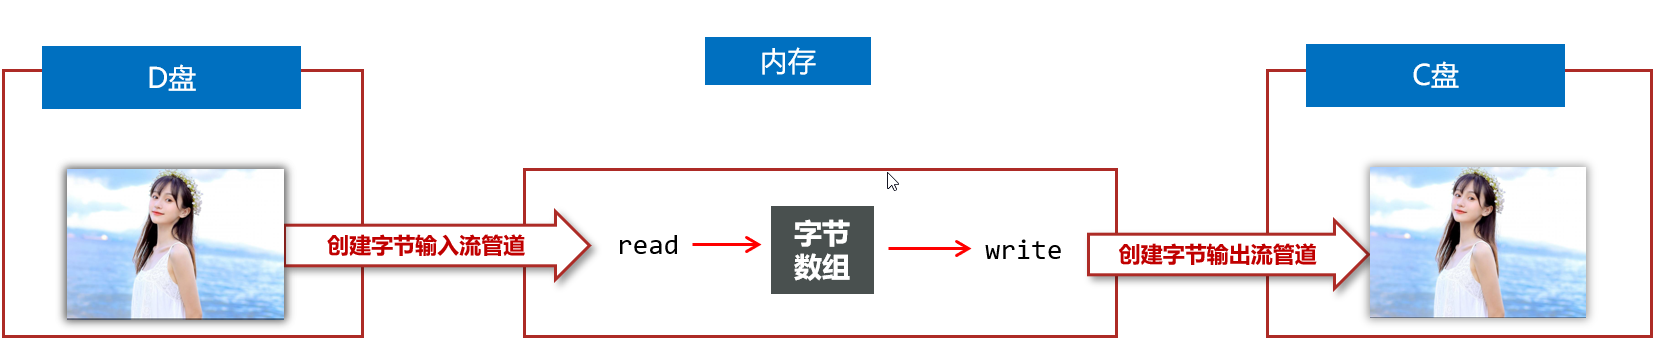 D盘
内存
C盘
创建字节输入流管道
read
字节
数组
write
创建字节输出流管道